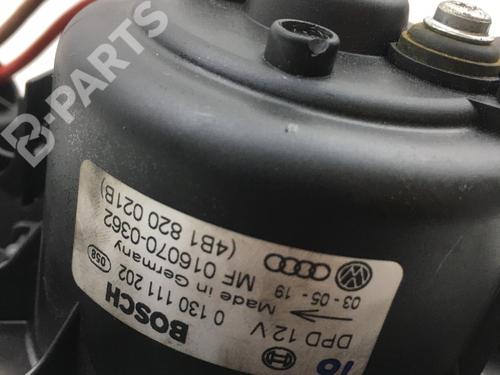 B-PARTS
DPD 12V
BOSCH
0 130 111 202
Made in Germany
MF 016070-0362
(4B1 820 021B)
03-05-19
DS8